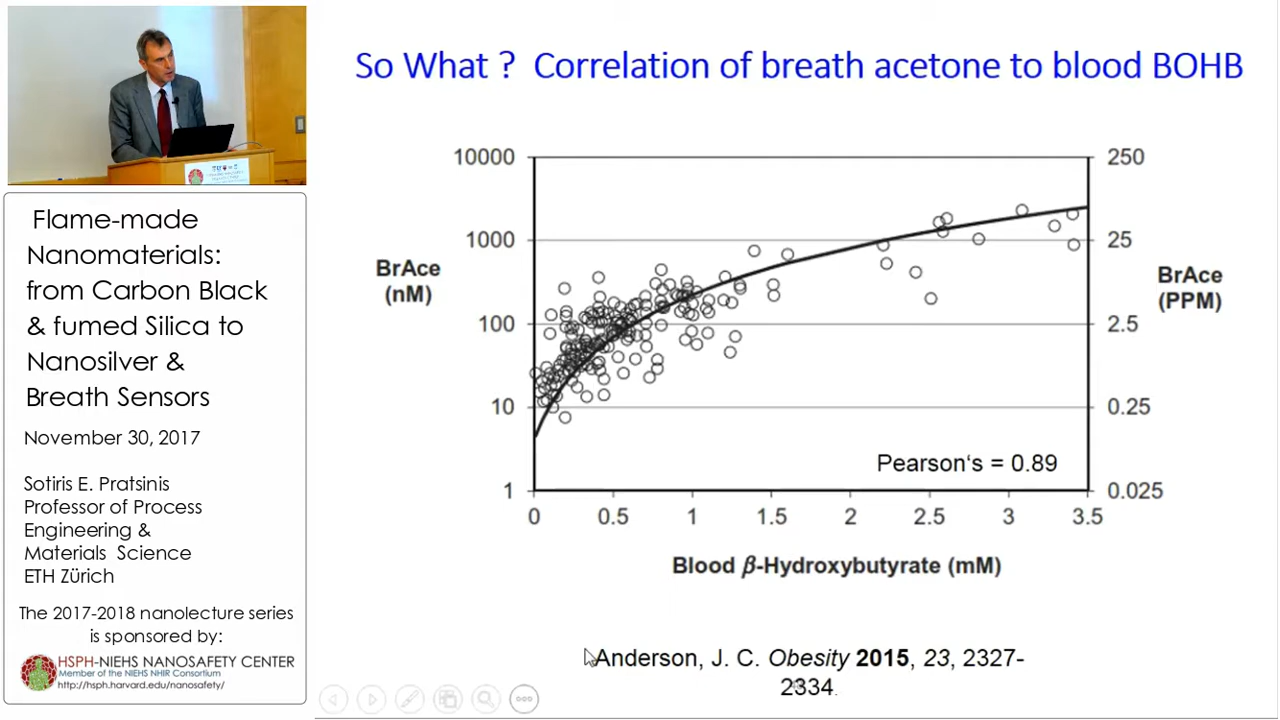 So What ? Correlation of breath acetone to blood BOHB
Flame-made
Nanomaterials:
from Carbon Black
& fumed Silica to
Nanosilver &
Breath Sensors
November 30, 2017
Sotiris E. Pratsinis
Professor of Process
Engineering &
Materials Science
ETH Zürich
The 2017-2018 nanolecture series
is sponsored by:
HSPH-NIEHS NANOSAFETY CENTER
Member of the NIEHS NHIR Consortium
http://hsph.harvard.edu/nanosafety/
BrAce
(nM)
10000
1000
100
10
1
250
25
2.5
0.25
0.025
BrAce
(PPM)
Pearson's = 0.89
0 0.5 1 1.5 2 2.5 3 3.5
Blood β-Hydroxybutyrate (mM)
Anderson, J. C. Obesity 2015, 23, 2327-
2334.